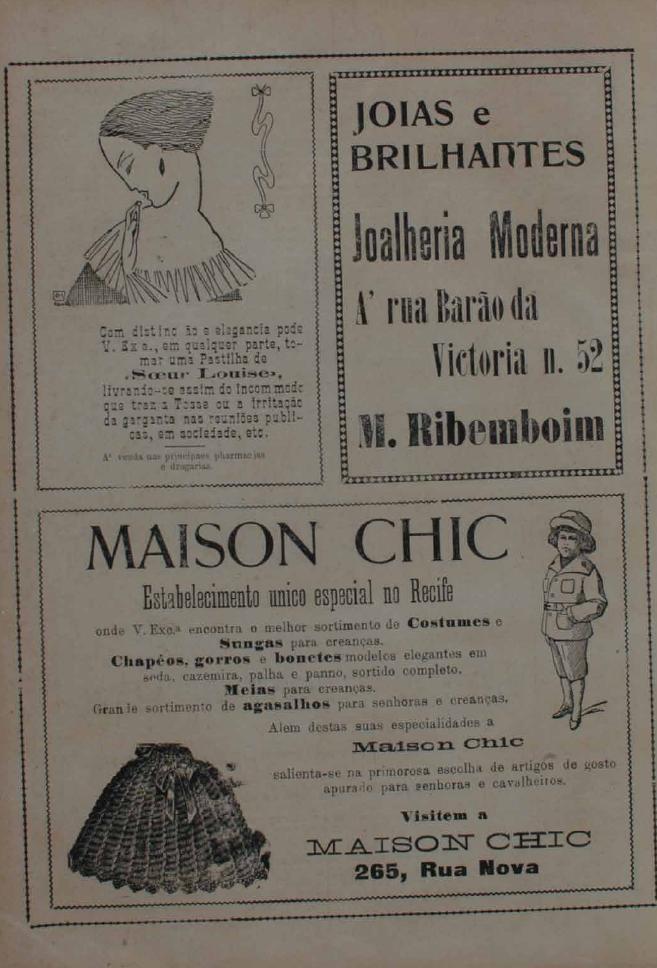 Com distinc ão e elegancia pode
V. Exa., em qualquer parte, to-
mar uma Pastilha de
«Sœur Louise»,
livrando-se assim do incommodo
que traz a Tosse ou a irritação
da garganta nas reuniões publi-
cas, em sociedade, etc.
A' venda nas principaes pharmacias
e drogarias.
JOIAS e
BRILHANTES
Joalheria Moderna
A' rua Barão da
Victoria n. 52
M. Ribemboim
MAISON CHIC
Estabelecimento unico especial no Recife
onde V. Exc.ª encontra o melhor sortimento de Costumes e
Sungas para creanças.
Chapéos, gorros e bonetes modelos elegantes em
seda, cazemira, palha e panno, sortido completo.
Meias para creanças.
Grande sortimento de agasalhos para senhoras e creanças.
Alem destas suas especialidades a
Maison Chic
salienta-se na primorosa escolha de artigos de gosto
apurado para senhoras e cavalheiros.
Visitem a
MAISON CHIC
265, Rua Nova